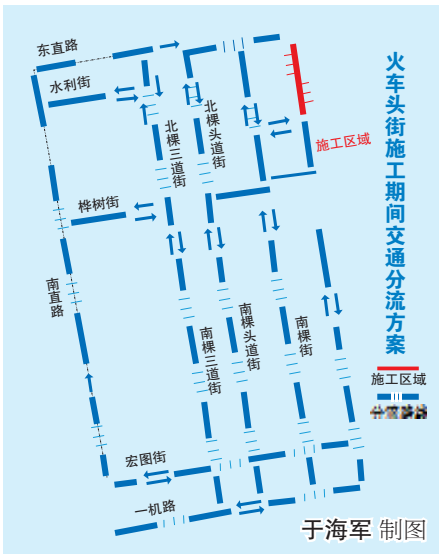 火车头街施工期间交通分流方案
东直路
水利街
北棵三道街
北棵头道街
施工区域
桦树街
南直路
南棵三道街
南棵头道街
南棵街
施工区域
宏图街
一机路
于海军 制图